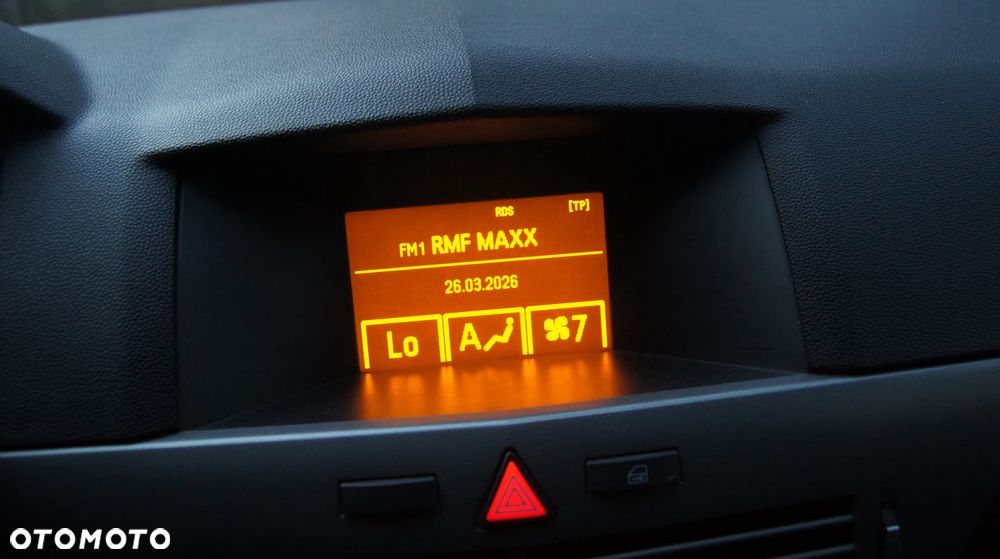 RDS [TP]
FM1 RMF MAXX
26.03.2026
Lo A 7
OTOMOTO